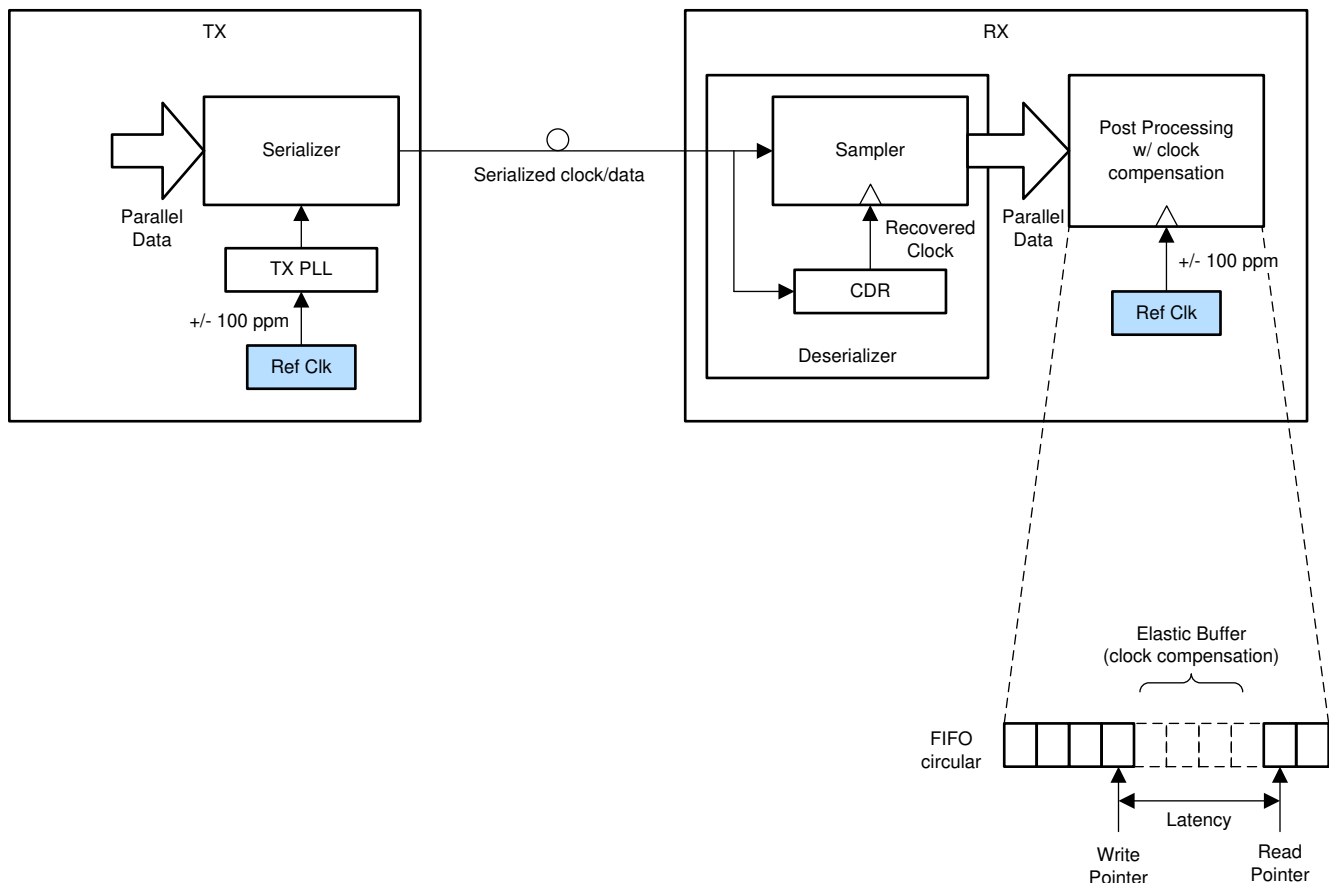 TX
Serializer
Parallel
Data
TX PLL
+/- 100 ppm
Ref Clk
Serialized clock/data
RX
Sampler
Recovered
Clock
CDR
Deserializer
Parallel
Data
Post Processing
w/ clock
compensation
+/- 100 ppm
Ref Clk
Elastic Buffer
(clock compensation)
FIFO
circular
Latency
Write
Pointer
Read
Pointer